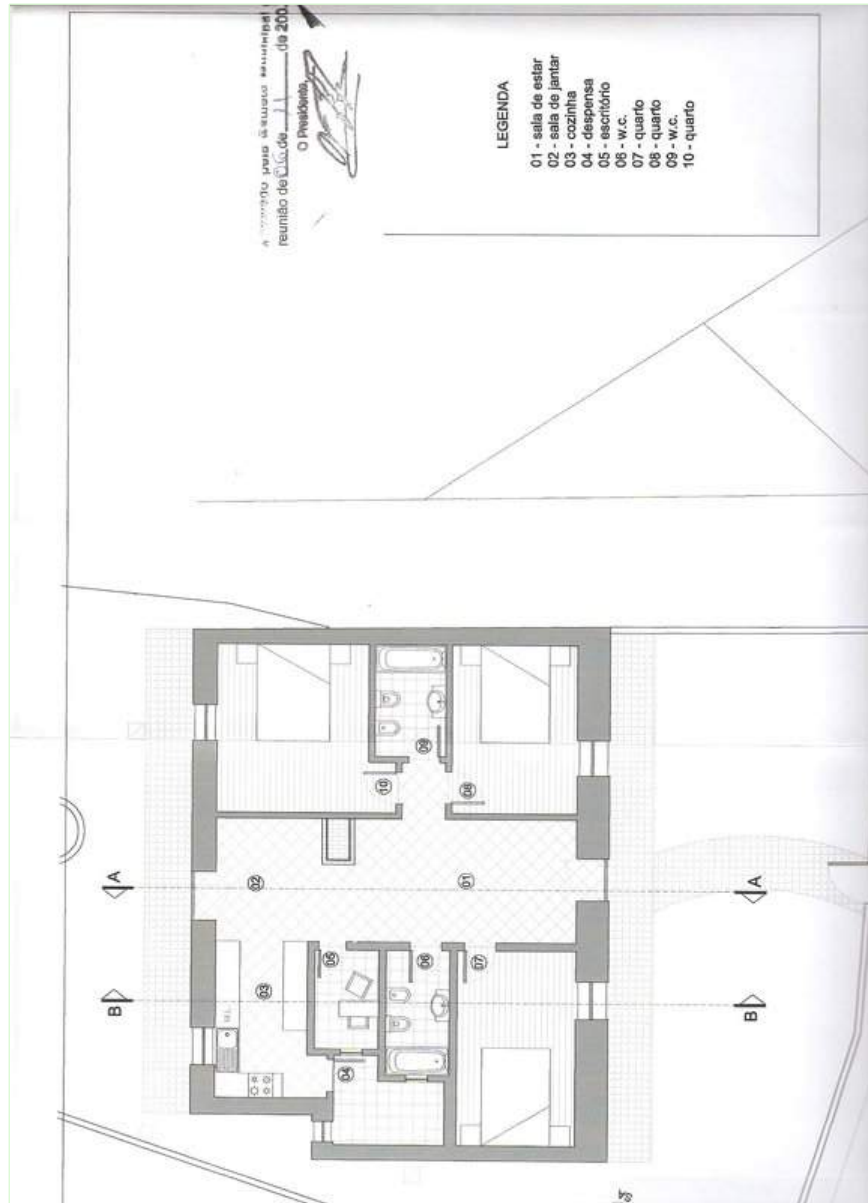 reunião de 06 de 11 de 200
O Presidente,
LEGENDA
01 - sala de estar
02 - sala de jantar
03 - cozinha
04 - despensa
05 - escritório
06 - w.c.
07 - quarto
08 - quarto
09 - w.c.
10 - quarto
A
B
02
03
10
09
08
05
04
01
06
07
A
B